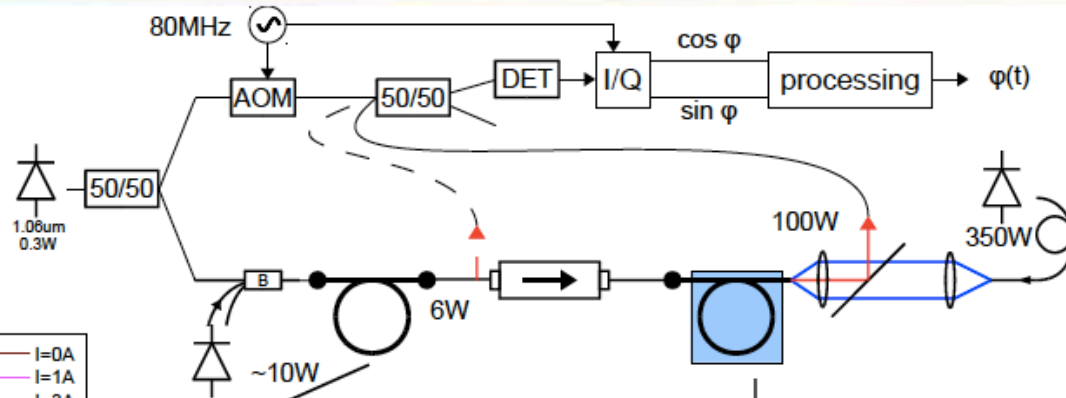 80MHz
cos φ
DET
I/Q
processing
φ(t)
AOM
50/50
sin φ
50/50
1.06um
0.3W
100W
350W
B
6W
~10W
I=0A
I=1A